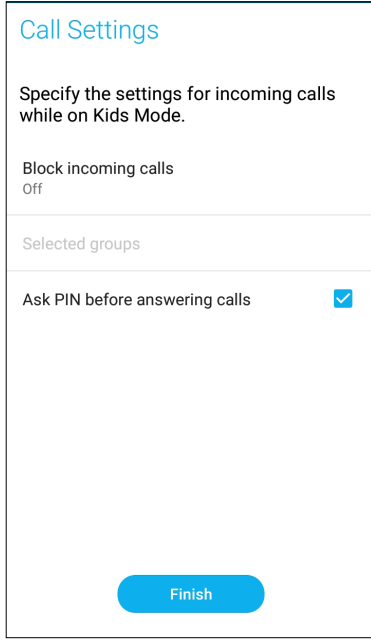 Call Settings
Specify the settings for incoming calls
while on Kids Mode.
Block incoming calls
Off
Selected groups
Ask PIN before answering calls
Finish